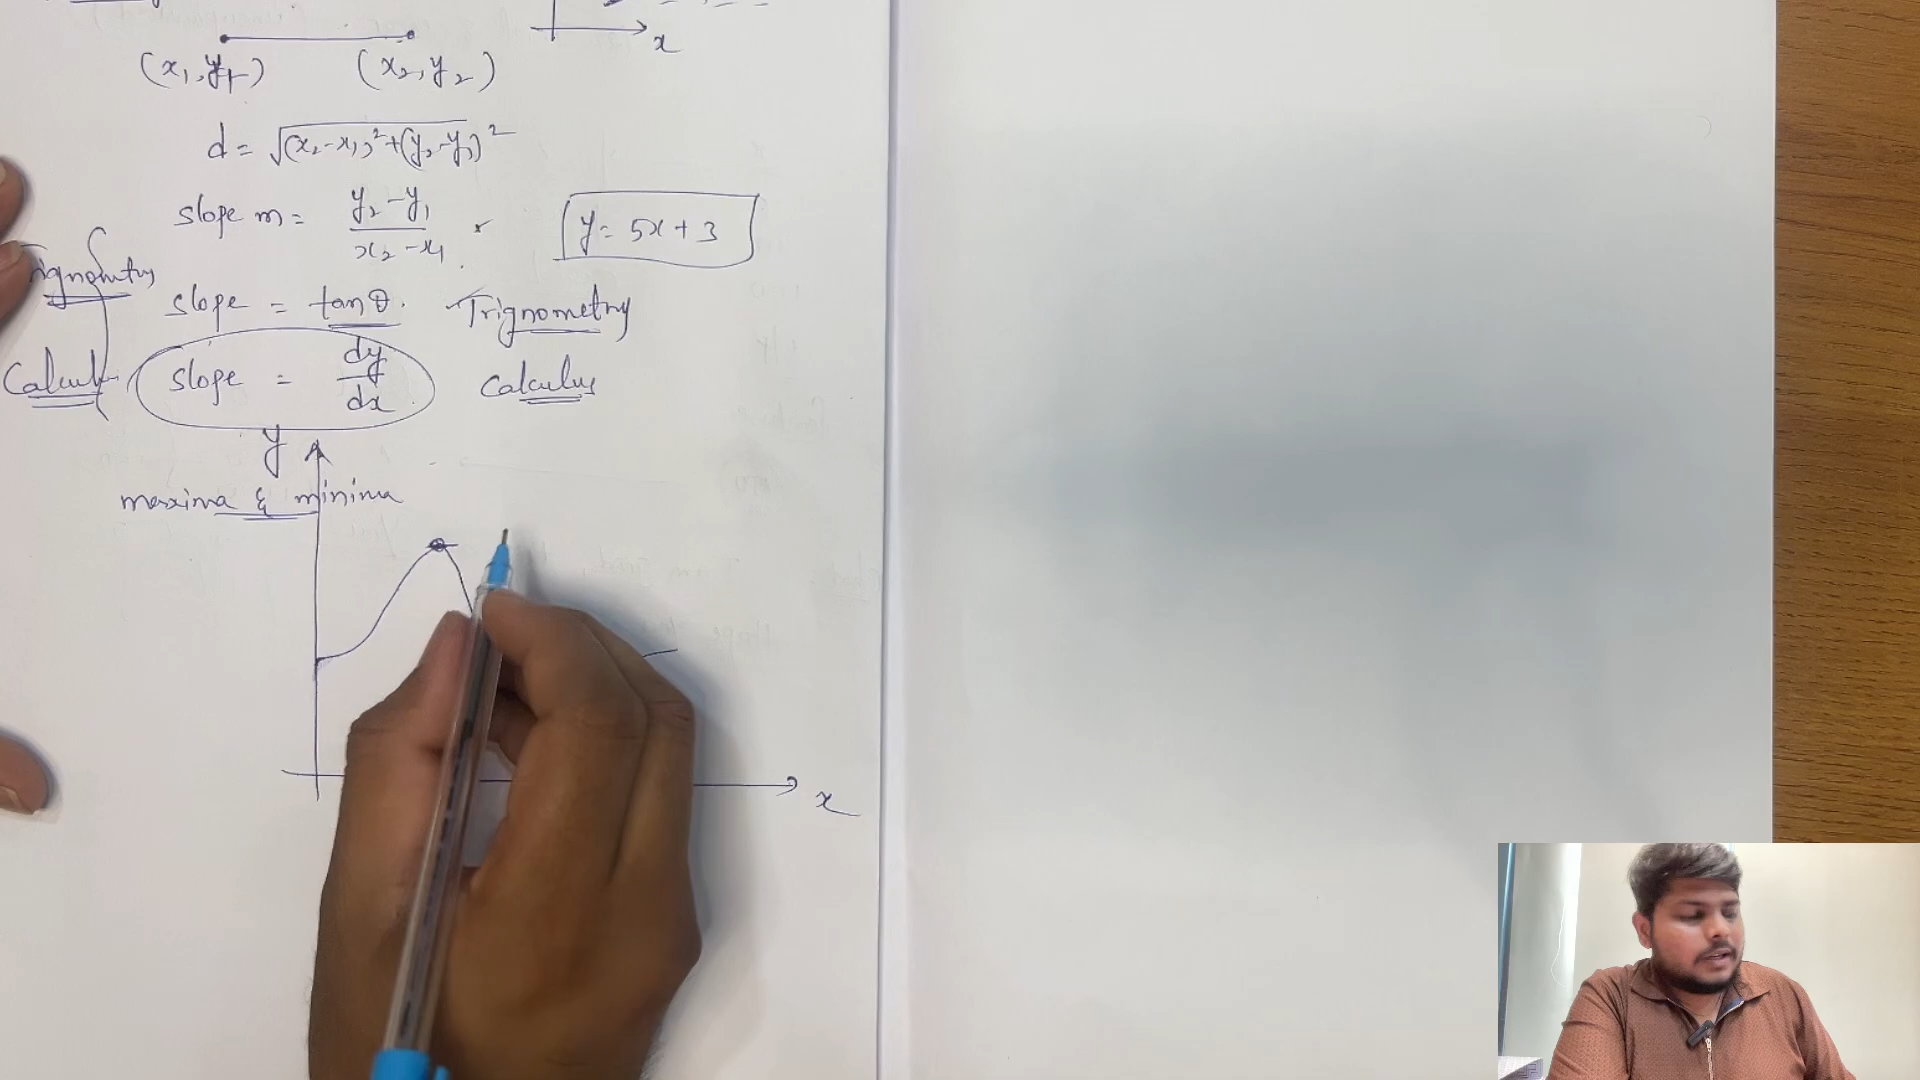 x
(x₁, y₁) (x₂, y₂)
d = √(x₂-x₁)²+(y₂-y₁)²
slope m = y₂-y₁ / x₂-x₁
y = 5x + 3
Trignometry
slope = tanθ. Trignometry
Calculus
slope = dy/dx Calculus
y
maxima & minima
x